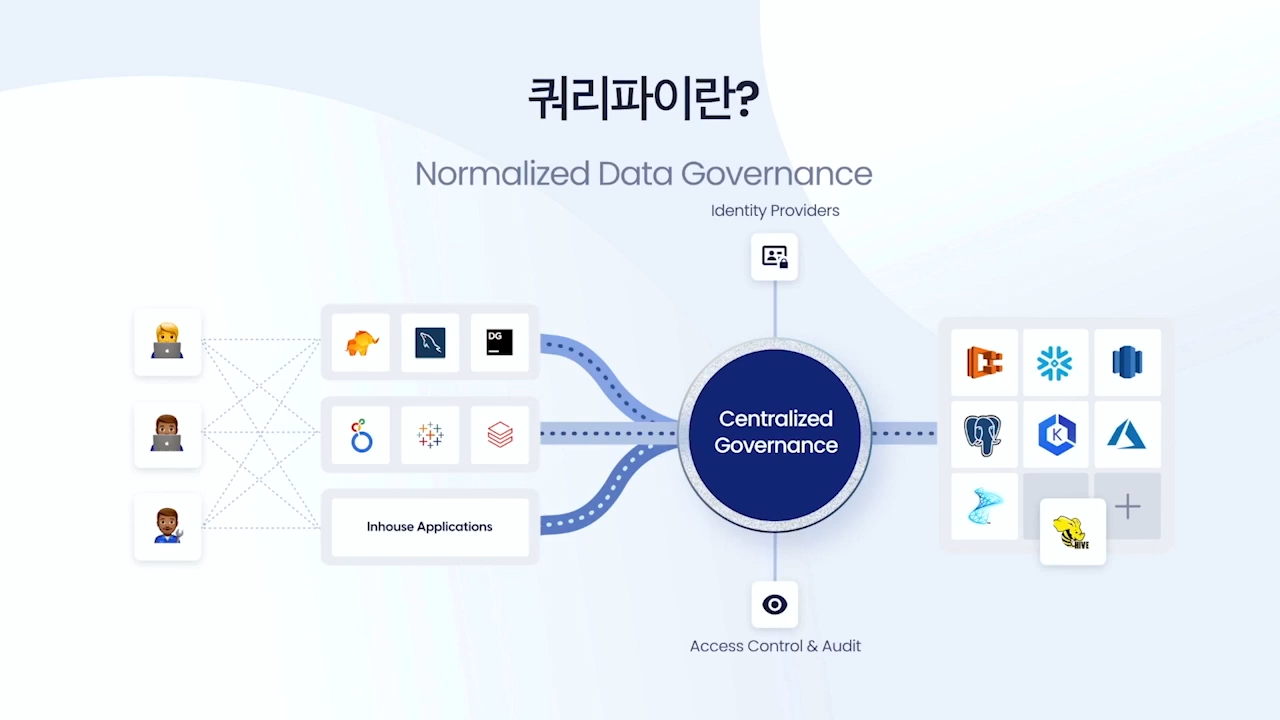 쿼리파이란?
Normalized Data Governance
Identity Providers
DG
Centralized
Governance
K
Inhouse Applications
HIVE
Access Control & Audit